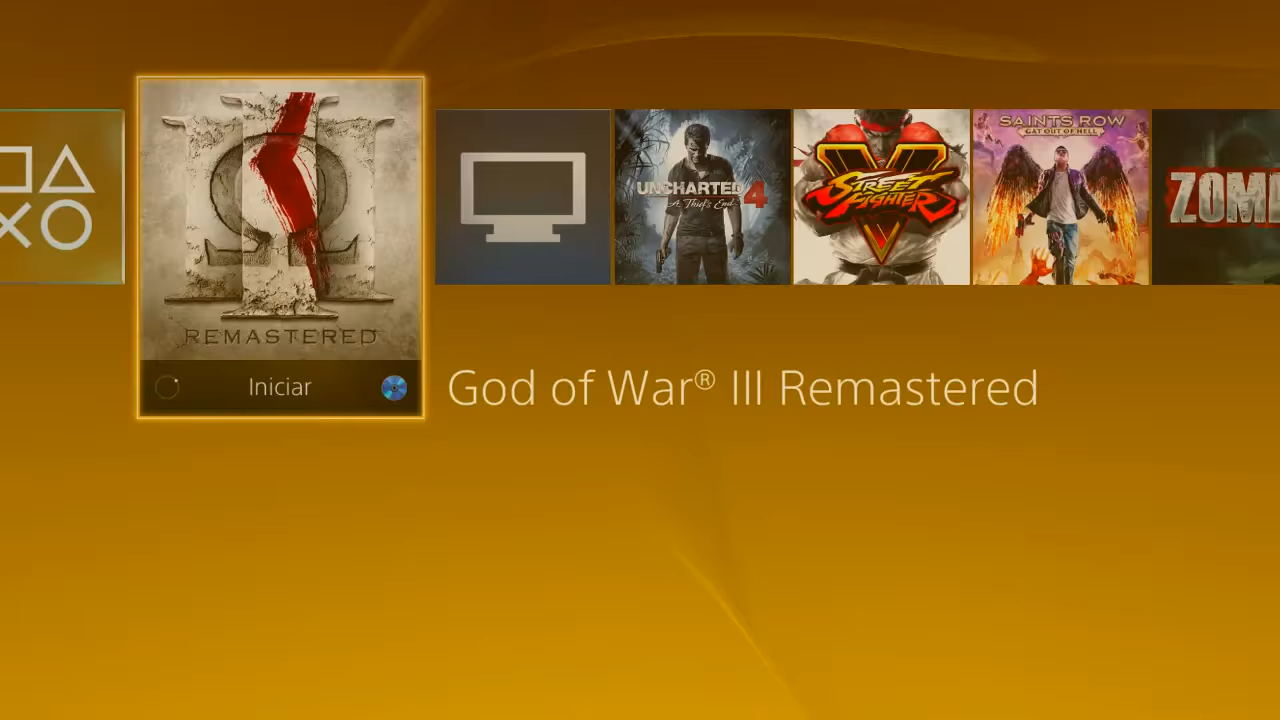 REMASTERED
Iniciar
God of War® III Remastered
UNCHARTED 4
A Thief's End
V
STREET
FIGHTER
SAINTS ROW
GAT OUT OF HELL